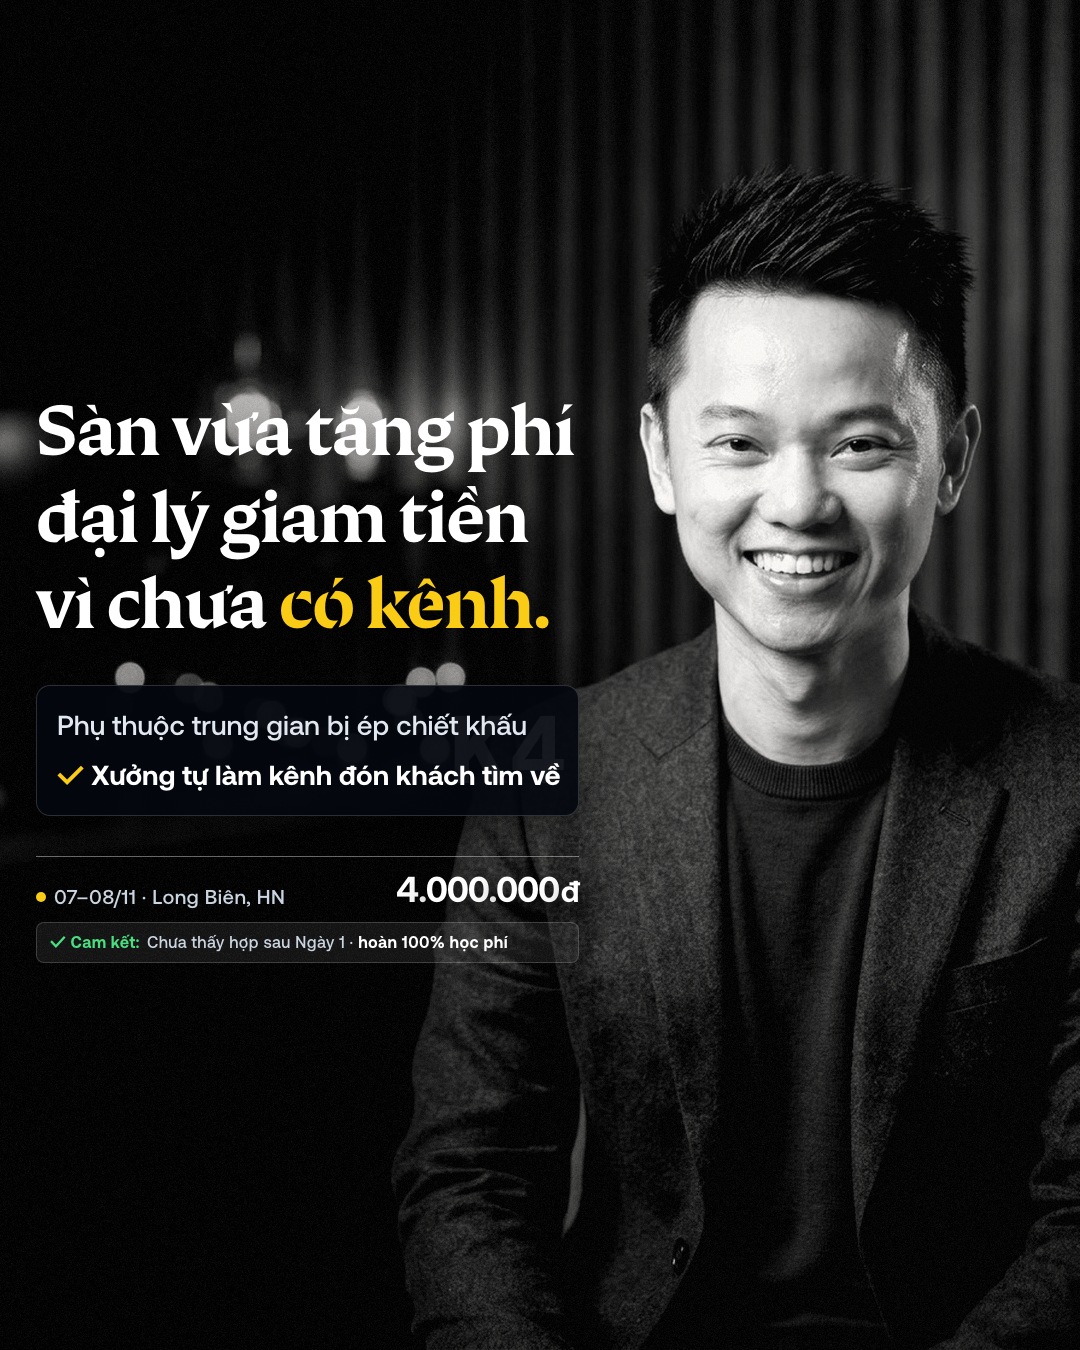 Sàn vừa tăng phí
đại lý giam tiền
vì chưa có kênh.
Phụ thuộc trung gian bị ép chiết khấu
Xưởng tự làm kênh đón khách tìm về
07–08/11 · Long Biên, HN
4.000.000đ
Cam kết: Chưa thấy hợp sau Ngày 1 · hoàn 100% học phí